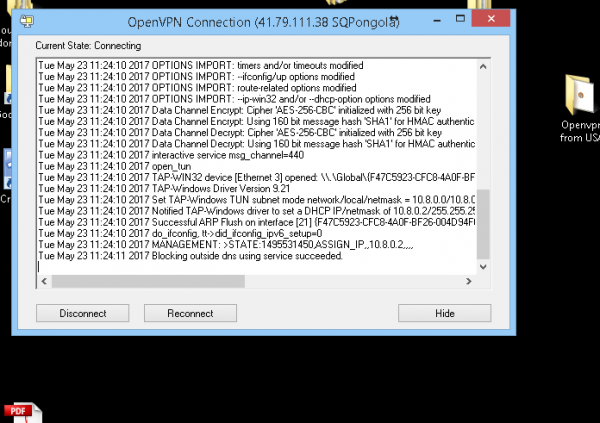 OpenVPN Connection (41.79.111.38 SQPongola)
Current State: Connecting
Tue May 23 11:24:10 2017 OPTIONS IMPORT: timers and/or timeouts modified
Tue May 23 11:24:10 2017 OPTIONS IMPORT: --ifconfig/up options modified
Tue May 23 11:24:10 2017 OPTIONS IMPORT: route-related options modified
Tue May 23 11:24:10 2017 OPTIONS IMPORT: --ip-win32 and/or --dhcp-option options modified
Tue May 23 11:24:10 2017 Data Channel Encrypt: Cipher 'AES-256-CBC' initialized with 256 bit key
Tue May 23 11:24:10 2017 Data Channel Encrypt: Using 160 bit message hash 'SHA1' for HMAC authentic
Tue May 23 11:24:10 2017 Data Channel Decrypt: Cipher 'AES-256-CBC' initialized with 256 bit key
Tue May 23 11:24:10 2017 Data Channel Decrypt: Using 160 bit message hash 'SHA1' for HMAC authentic
Tue May 23 11:24:10 2017 interactive service msg_channel=440
Tue May 23 11:24:10 2017 open_tun
Tue May 23 11:24:10 2017 TAP-WIN32 device [Ethernet 3] opened: \\.\Global\{F47C5923-CFC8-4A0F-BF
Tue May 23 11:24:10 2017 TAP-Windows Driver Version 9.21
Tue May 23 11:24:10 2017 Set TAP-Windows TUN subnet mode network/local/netmask = 10.8.0.0/10.8.0
Tue May 23 11:24:10 2017 Notified TAP-Windows driver to set a DHCP IP/netmask of 10.8.0.2/255.255.25
Tue May 23 11:24:10 2017 Successful ARP Flush on interface [21] {F47C5923-CFC8-4A0F-BF26-004D94F
Tue May 23 11:24:10 2017 do_ifconfig, tt->did_ifconfig_ipv6_setup=0
Tue May 23 11:24:10 2017 MANAGEMENT: >STATE:1495531450,ASSIGN_IP,,10.8.0.2,,,,
Tue May 23 11:24:11 2017 Blocking outside dns using service succeeded.
Disconnect
Reconnect
Hide
Openvpn
from USA
PDF